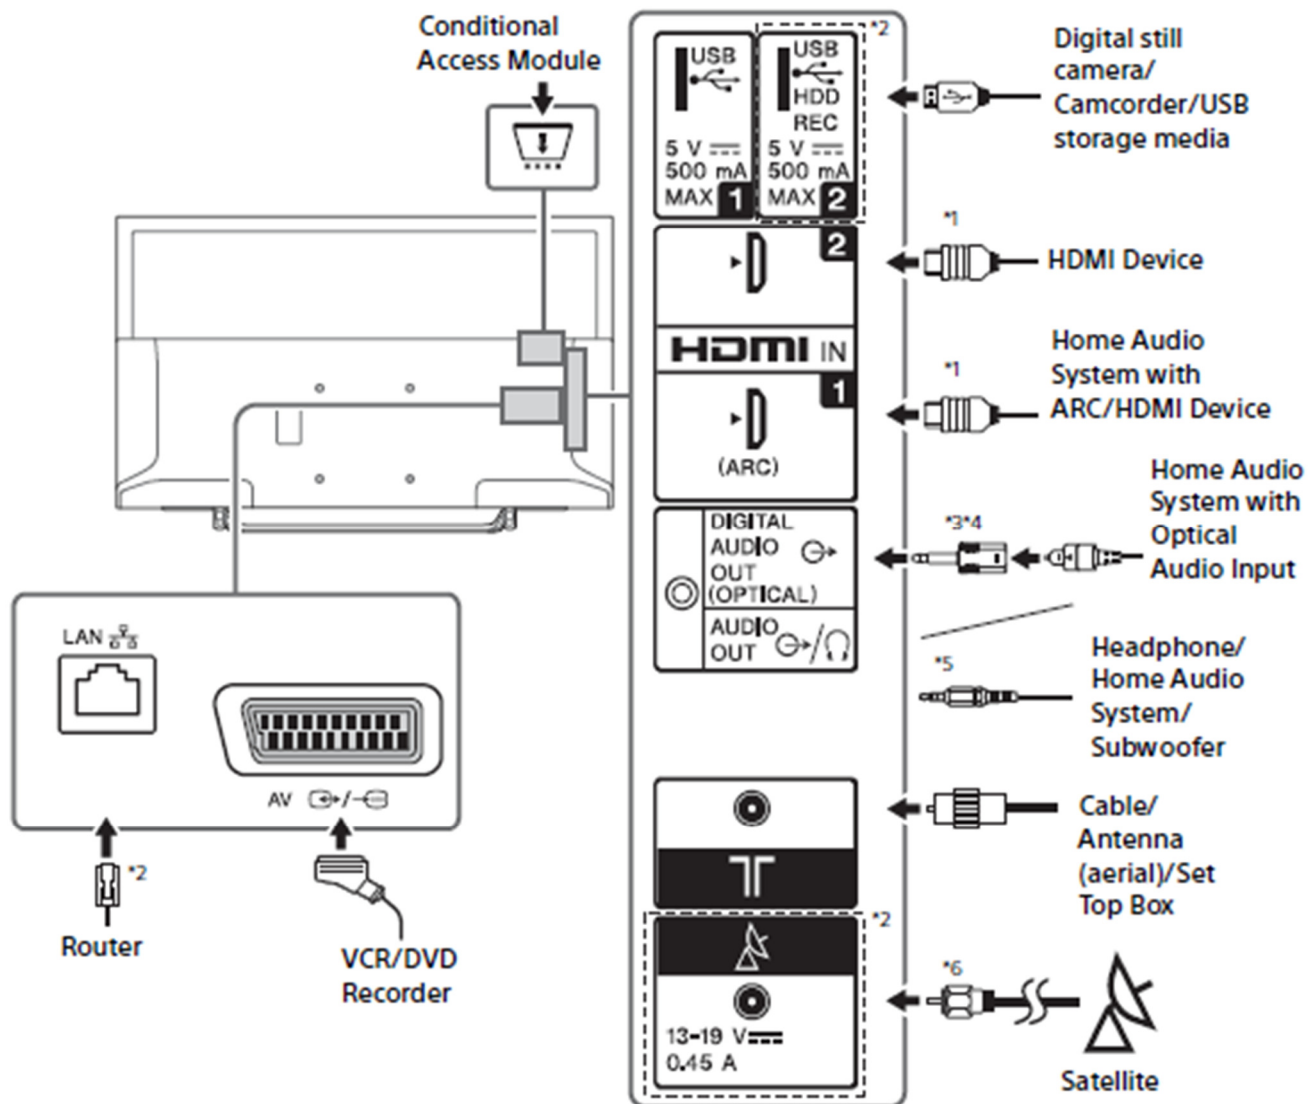 Conditional
Access Module
*2
USB
5 V
500 mA
MAX 1
USB
HDD
REC
5 V
500 mA
MAX 2
Digital still
camera/
Camcorder/USB
storage media
2
*1
HDMI Device
HDMI IN
1
(ARC)
*1
Home Audio
System with
ARC/HDMI Device
DIGITAL
AUDIO
OUT
(OPTICAL)
AUDIO
OUT
*3*4
Home Audio
System with
Optical
Audio Input
*5
Headphone/
Home Audio
System/
Subwoofer
LAN
AV
*2
Router
VCR/DVD
Recorder
Cable/
Antenna
(aerial)/Set
Top Box
*2
13-19 V
0.45 A
*6
Satellite